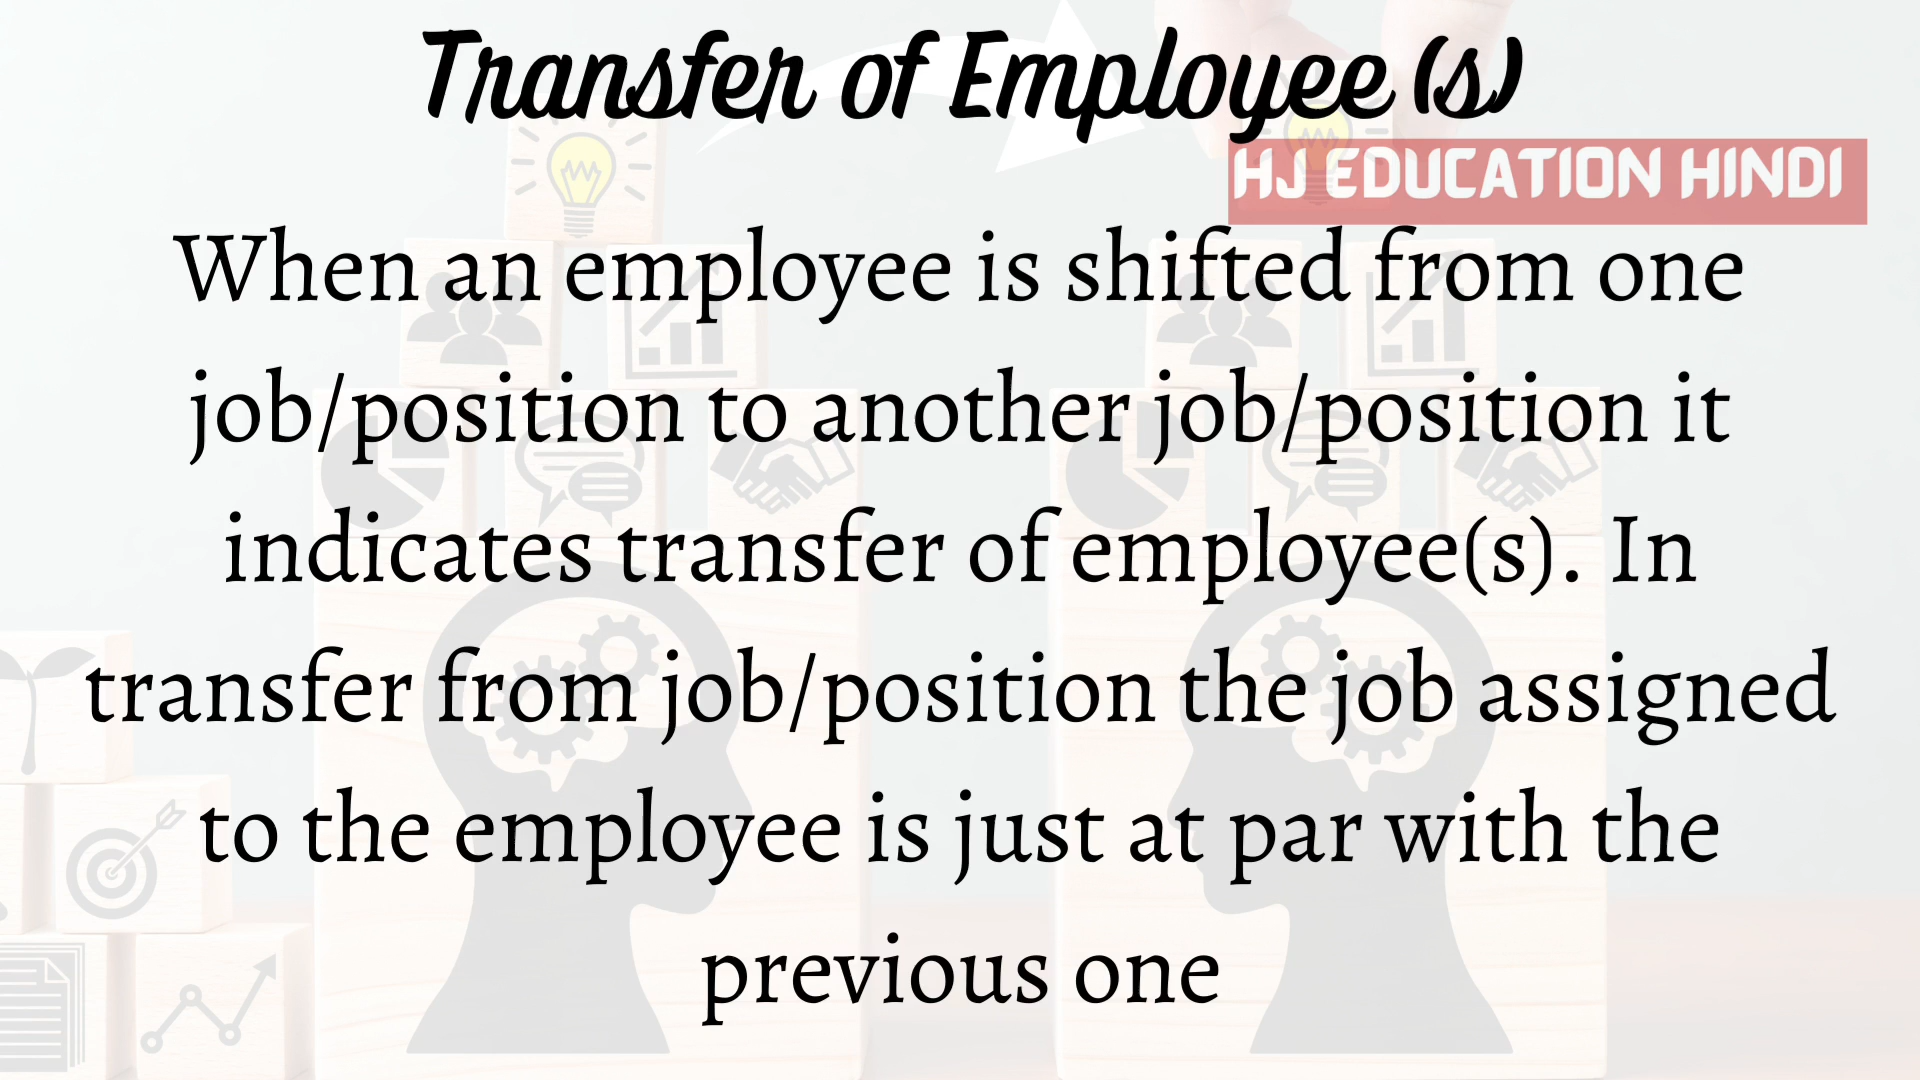 Transfer of Employee (s)
HJ EDUCATION HINDI
When an employee is shifted from one
job/position to another job/position it
indicates transfer of employee(s). In
transfer from job/position the job assigned
to the employee is just at par with the
previous one